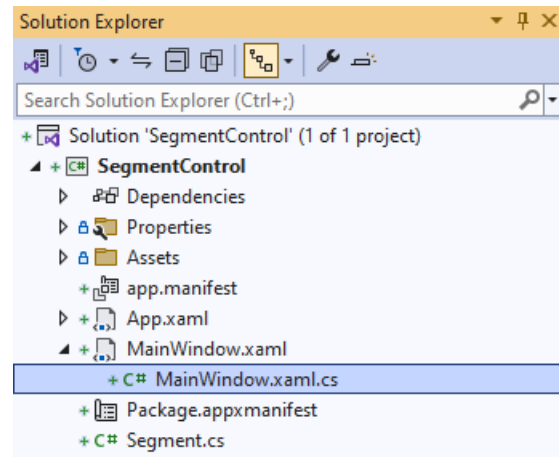 Solution Explorer
Search Solution Explorer (Ctrl+;)
Solution 'SegmentControl' (1 of 1 project)
C# SegmentControl
Dependencies
Properties
Assets
app.manifest
App.xaml
MainWindow.xaml
C# MainWindow.xaml.cs
Package.appxmanifest
C# Segment.cs